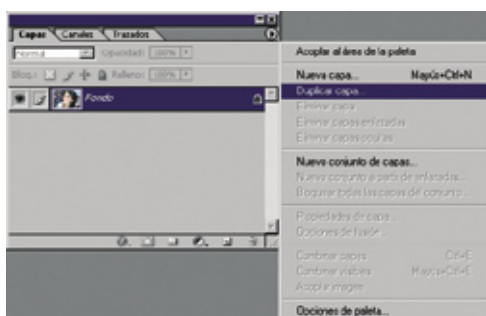 Capas Canales Trazados
Normal Opacidad: 100%
Bloq.: Relleno: 100%
Fondo
Acoplar al área de la paleta
Nueva capa... Mayús+Ctrl+N
Duplicar capa...
Eliminar capa
Eliminar capas enlazadas
Eliminar capas ocultas
Nuevo conjunto de capas...
Nuevo conjunto a partir de enlazadas...
Bloquear todas las capas del conjunto...
Propiedades de capa...
Opciones de fusión...
Combinar capas Ctrl+E
Combinar visibles Mayús+Ctrl+E
Acoplar imagen
Opciones de paleta...